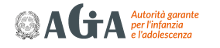 AGIA
Autorità garante
per l'infanzia
e l'adolescenza